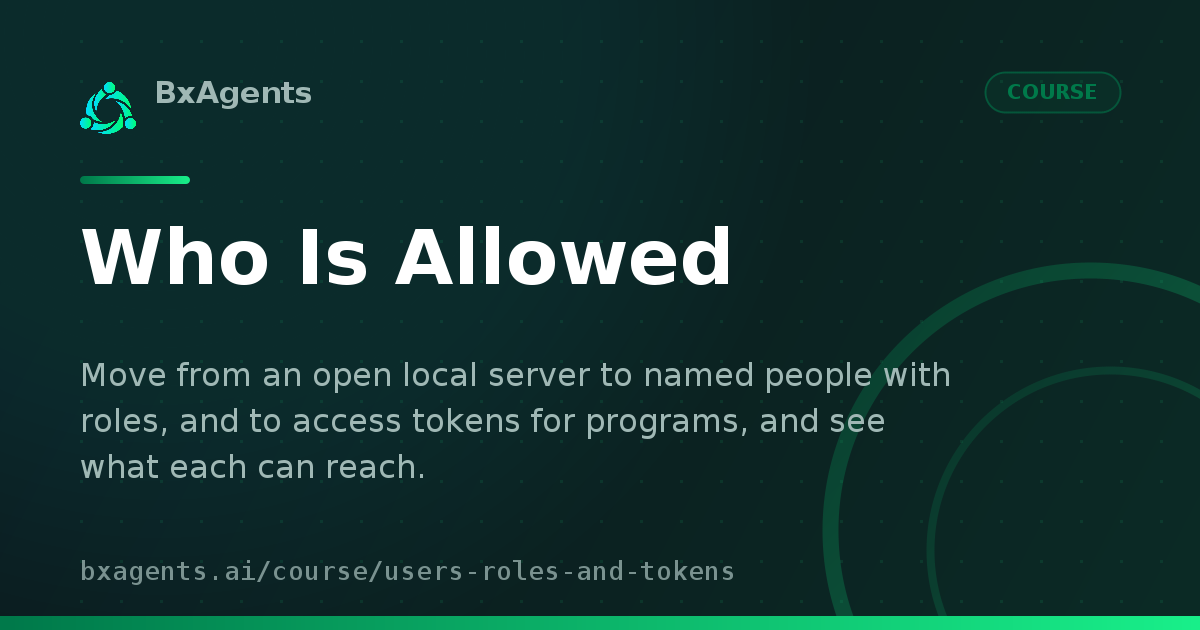 BxAgents
COURSE
Who Is Allowed
Move from an open local server to named people with
roles, and to access tokens for programs, and see
what each can reach.
bxagents.ai/course/users-roles-and-tokens